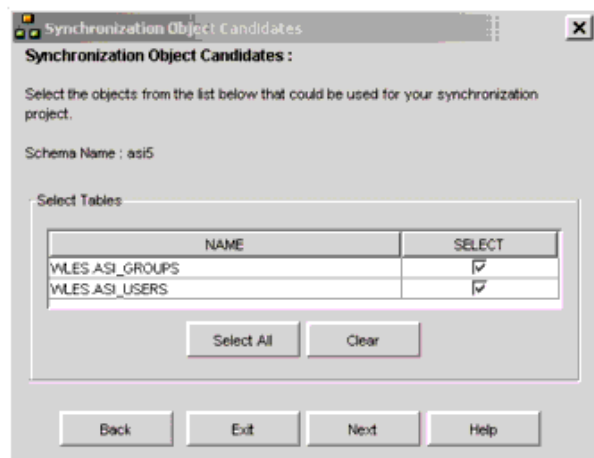 Synchronization Object Candidates
Synchronization Object Candidates :
Select the objects from the list below that could be used for your synchronization
project.
Schema Name : asi5
Select Tables
NAME SELECT
WLES.ASI_GROUPS
WLES.ASI_USERS
Select All Clear
Back Exit Next Help